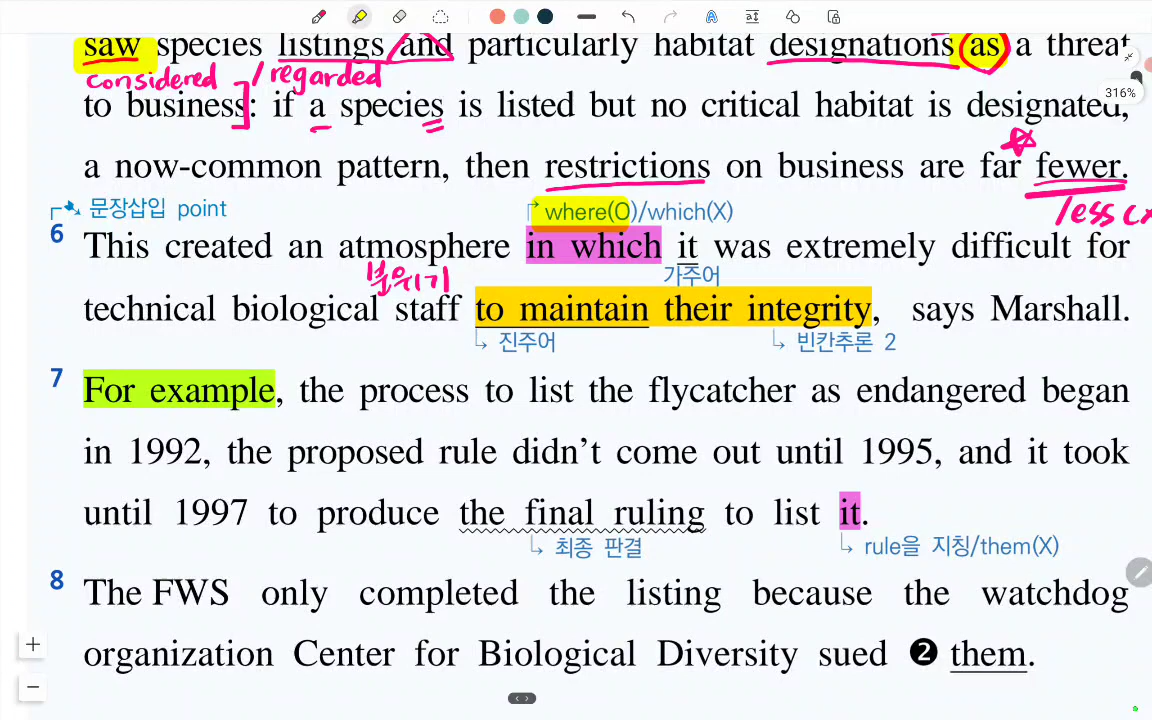 saw species listings and particularly habitat designations as a threat
considered / regarded
316%
to business]: if a species is listed but no critical habitat is designated,
a now-common pattern, then restrictions on business are far fewer.
/less
문장삽입 point
where(O)/which(X)
6 This created an atmosphere in which it was extremely difficult for
분위기
가주어
technical biological staff to maintain their integrity, says Marshall.
진주어
빈칸추론 2
7 For example, the process to list the flycatcher as endangered began
in 1992, the proposed rule didn't come out until 1995, and it took
until 1997 to produce the final ruling to list it.
최종 판결
rule을 지칭/them(X)
8 The FWS only completed the listing because the watchdog
organization Center for Biological Diversity sued ❷ them.